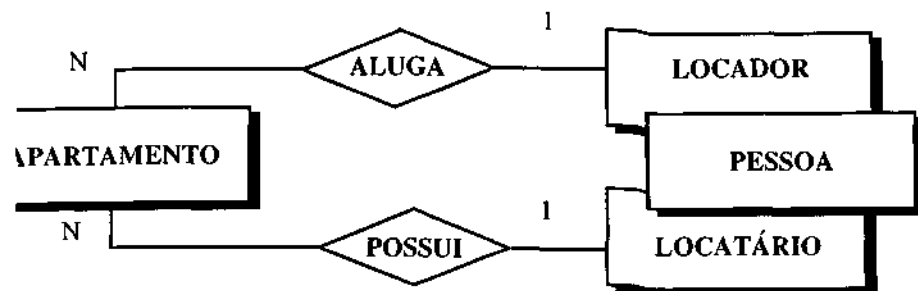 1
N
ALUGA
LOCADOR
APARTAMENTO
PESSOA
N
1
POSSUI
LOCATÁRIO